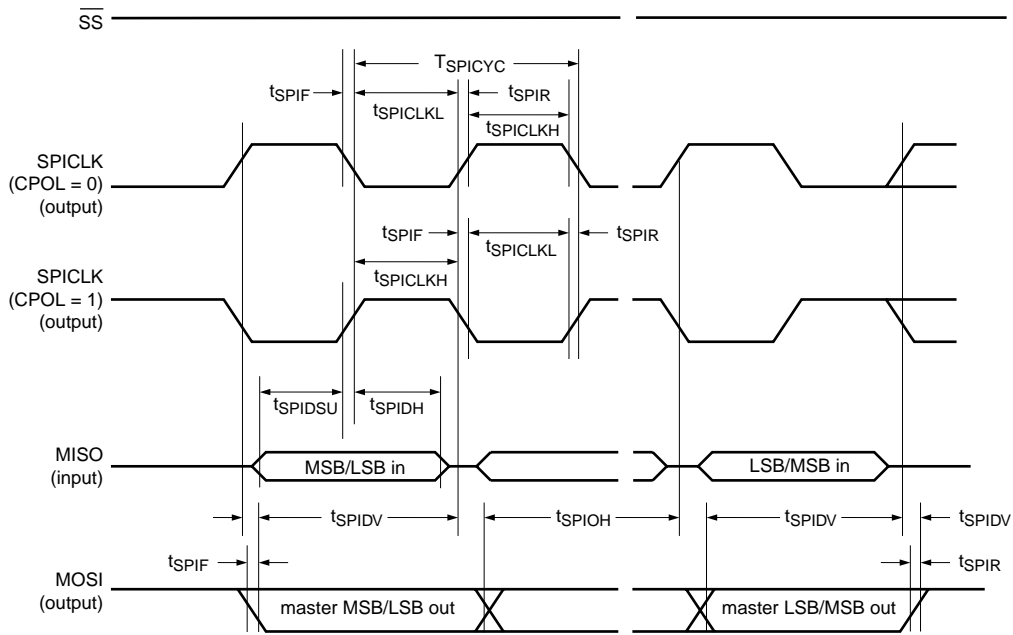 SS
TSPICYC
tSPIF
tSPICLKL
tSPIR
tSPICLKH
SPICLK
(CPOL = 0)
(output)
tSPIF
tSPICLKL
tSPIR
tSPICLKH
SPICLK
(CPOL = 1)
(output)
tSPIDSU
tSPIDH
MISO
(input)
MSB/LSB in
LSB/MSB in
tSPIDV
tSPIOH
tSPIDV
tSPIDV
tSPIF
tSPIR
MOSI
(output)
master MSB/LSB out
master LSB/MSB out